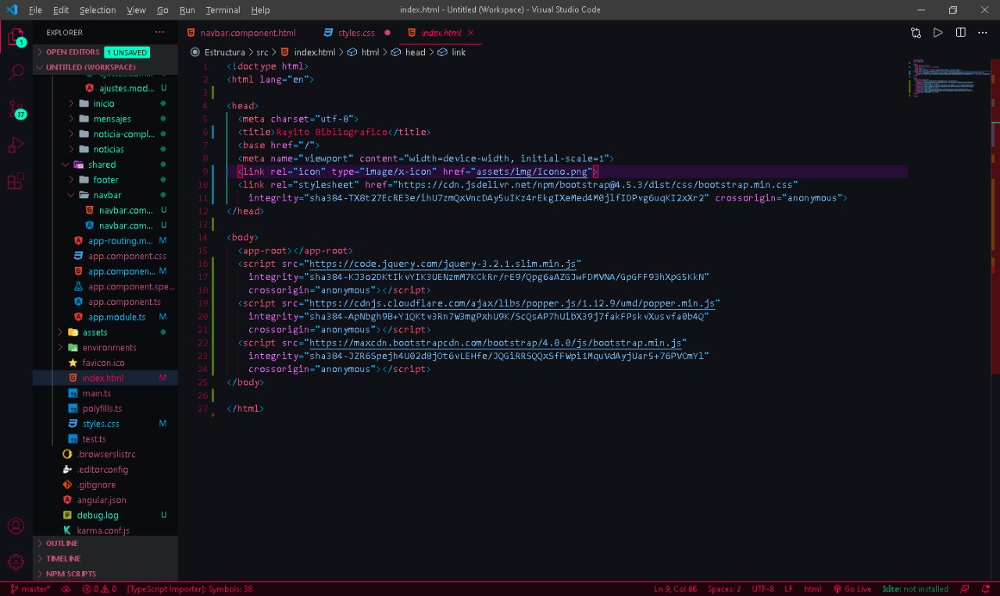 File Edit Selection View Go Run Terminal Help index.html - Untitled (Workspace) - Visual Studio Code
EXPLORER ...
navbar.component.html styles.css index.html
OPEN EDITORS 1 UNSAVED
UNTITLED (WORKSPACE)
Estructura > src > index.html > html > head > link
ajustes.mod... U
inicio
mensajes
noticia-compl...
noticias
shared
footer
navbar
navbar.com... U
navbar.com... U
app-routing.m... M
app.component.css
app.componen... M
app.component.spe...
app.component.ts
app.module.ts M
assets
environments
favicon.ico
index.html M
main.ts
polyfills.ts
styles.css M
test.ts
.browserslistrc
.editorconfig
.gitignore
angular.json
debug.log U
karma.conf.js
OUTLINE
TIMELINE
NPM SCRIPTS
1 <!doctype html>
2 <html lang="en">
3
4 <head>
5 <meta charset="utf-8">
6 <title>Rayito Bibliografico</title>
7 <base href="/">
8 <meta name="viewport" content="width=device-width, initial-scale=1">
9 <link rel="icon" type="image/x-icon" href="assets/img/Icono.png">
10 <link rel="stylesheet" href="https://cdn.jsdelivr.net/npm/bootstrap@4.5.3/dist/css/bootstrap.min.css"
11 integrity="sha384-TX8t27EcRE3e/ihU7zmQxVncDAy5uIKz4rEkgIXeMed4M0jlfIDPvg6uqKI2xXr2" crossorigin="anonymous">
12 </head>
13
14 <body>
15 <app-root></app-root>
16 <script src="https://code.jquery.com/jquery-3.2.1.slim.min.js"
17 integrity="sha384-KJ3o2DKtIkvYIK3UENzmM7KCkRr/rE9/Qpg6aAZGJwFDMVNA/GpGFF93hXpG5KkN"
18 crossorigin="anonymous"></script>
19 <script src="https://cdnjs.cloudflare.com/ajax/libs/popper.js/1.12.9/umd/popper.min.js"
20 integrity="sha384-ApNbgh9B+Y1QKtv3Rn7W3mgPxhU9K/ScQsAP7hUibX39j7fakFPskvXusvfa0b4Q"
21 crossorigin="anonymous"></script>
22 <script src="https://maxcdn.bootstrapcdn.com/bootstrap/4.0.0/js/bootstrap.min.js"
23 integrity="sha384-JZR6Spejh4U02d8jOt6vLEHfe/JQGiRRSQQxSfFWpi1MquVdAyjUar5+76PVCmYl"
24 crossorigin="anonymous"></script>
25 </body>
26
27 </html>
1
37
master* 0 0 [TypeScript Importer]: Symbols: 38 Ln 9, Col 66 Spaces: 2 UTF-8 LF html Go Live kite: not installed